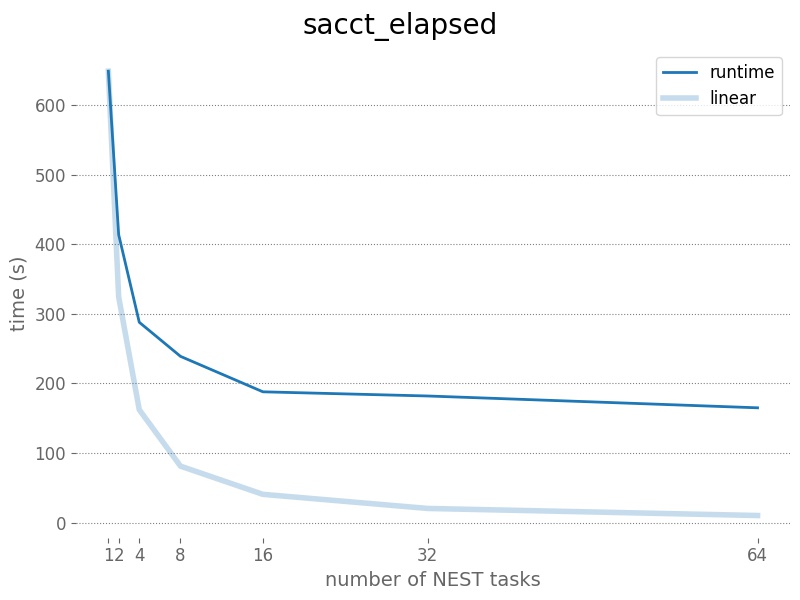 sacct_elapsed
runtime
linear
600
500
400
300
200
100
0
time (s)
1 2 4 8 16 32 64
number of NEST tasks